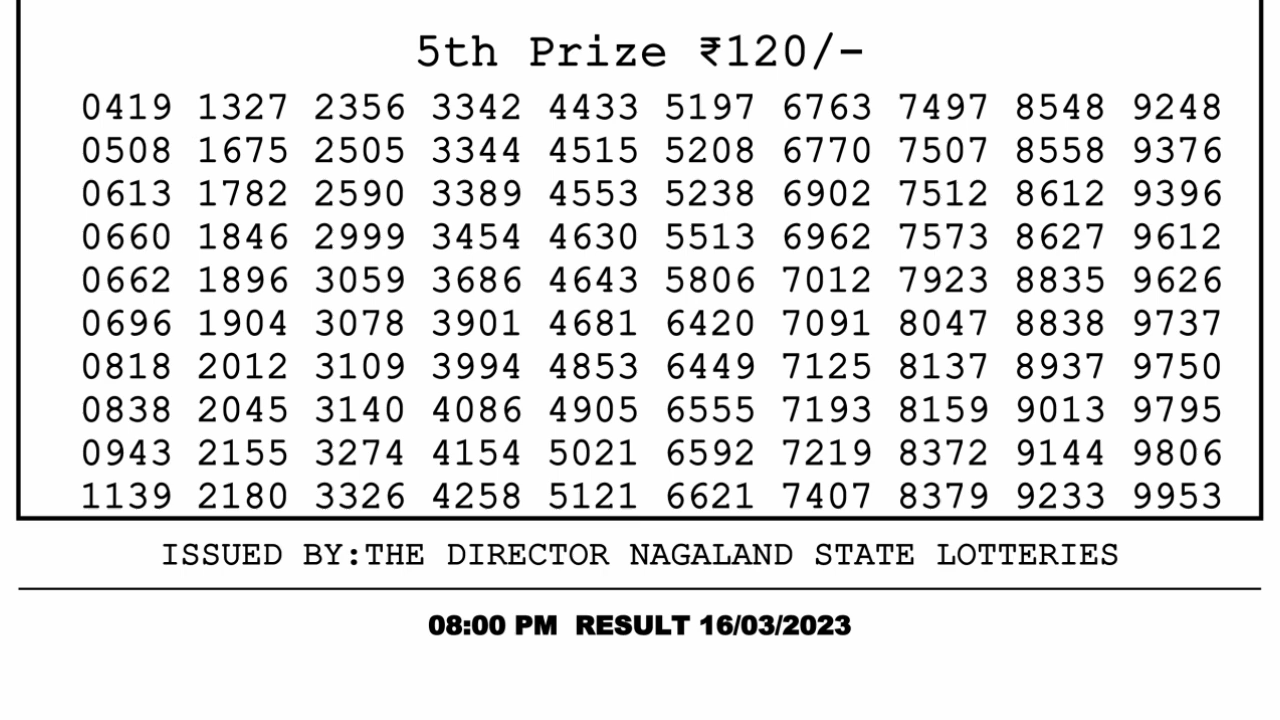 5th Prize ₹120/-
0419 1327 2356 3342 4433 5197 6763 7497 8548 9248
0508 1675 2505 3344 4515 5208 6770 7507 8558 9376
0613 1782 2590 3389 4553 5238 6902 7512 8612 9396
0660 1846 2999 3454 4630 5513 6962 7573 8627 9612
0662 1896 3059 3686 4643 5806 7012 7923 8835 9626
0696 1904 3078 3901 4681 6420 7091 8047 8838 9737
0818 2012 3109 3994 4853 6449 7125 8137 8937 9750
0838 2045 3140 4086 4905 6555 7193 8159 9013 9795
0943 2155 3274 4154 5021 6592 7219 8372 9144 9806
1139 2180 3326 4258 5121 6621 7407 8379 9233 9953
ISSUED BY:THE DIRECTOR NAGALAND STATE LOTTERIES
08:00 PM RESULT 16/03/2023